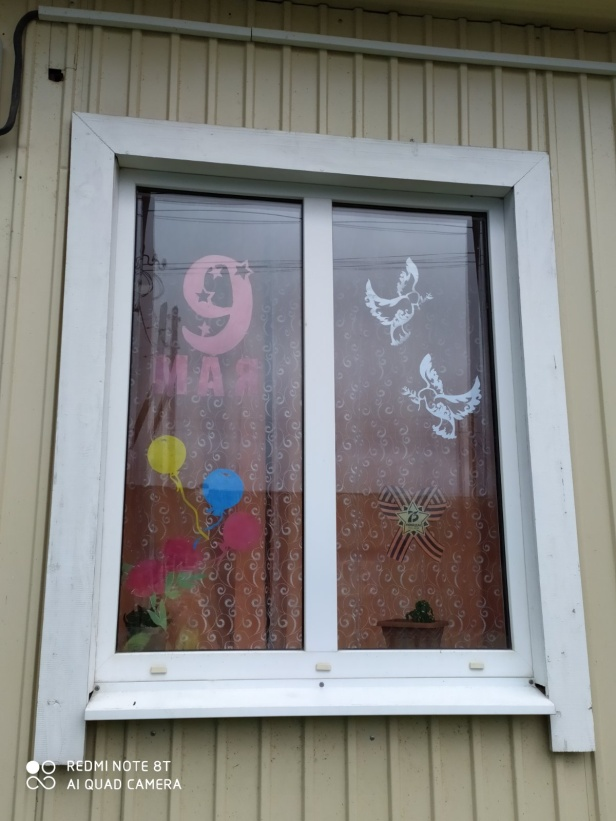 9
МАЯ
REDMI NOTE 8T
AI QUAD CAMERA